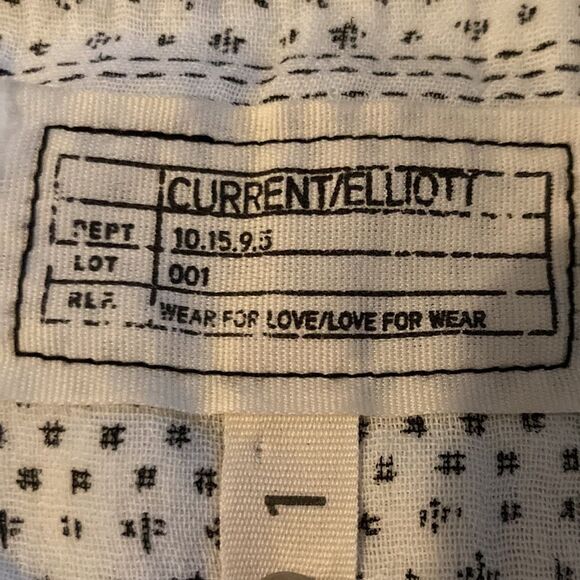 CURRENT/ELLIOTT
DEPT 10.15.9.5
LOT 001
REF. WEAR FOR LOVE/LOVE FOR WEAR
1